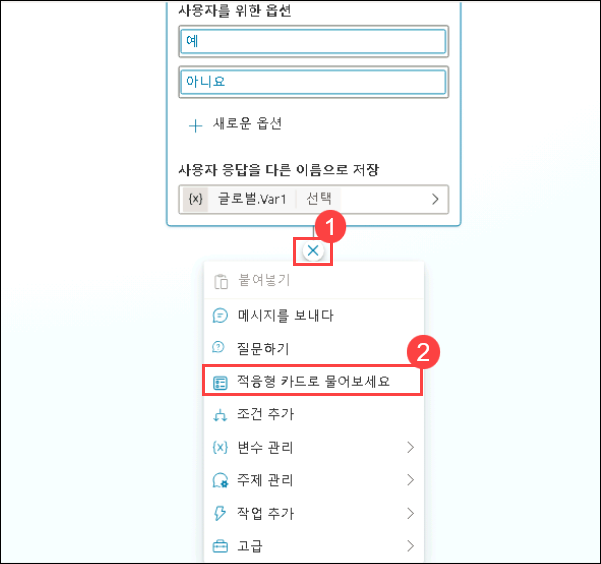 사용자를 위한 옵션
예
아니요
새로운 옵션
사용자 응답을 다른 이름으로 저장
{x} 글로벌.Var1 선택
1
붙여넣기
메시지를 보내다
질문하기
2
적응형 카드로 물어보세요
조건 추가
{x} 변수 관리
주제 관리
작업 추가
고급